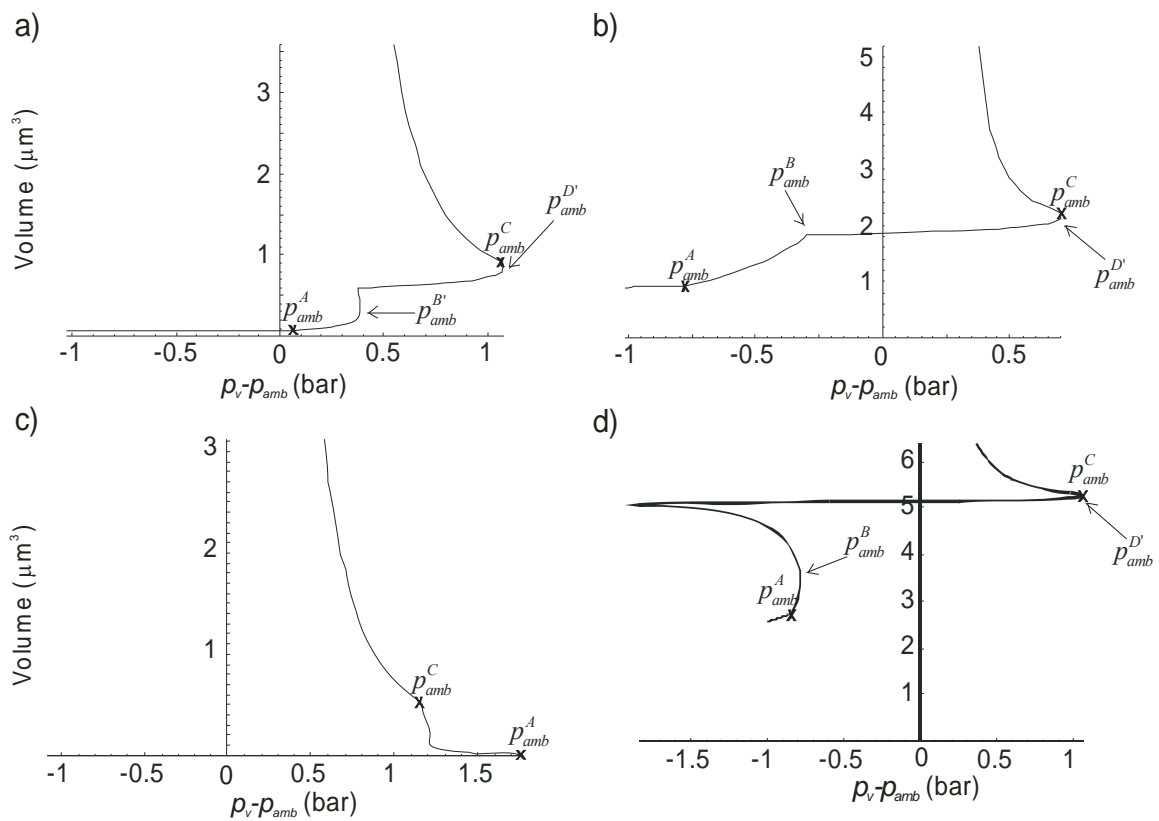 a)
Volume (μm³)
3
2
1
p_amb^A
p_amb^B'
p_amb^C
p_amb^D'
-1 -0.5 0 0.5 1
p_v-p_amb (bar)
b)
5
4
3
2
1
p_amb^A
p_amb^B
p_amb^C
p_amb^D'
-1 -0.5 0 0.5
p_v-p_amb (bar)
c)
Volume (μm³)
3
2
1
p_amb^C
p_amb^A
-1 -0.5 0 0.5 1 1.5
p_v-p_amb (bar)
d)
6
5
4
3
2
1
p_amb^C
p_amb^D'
p_amb^B
p_amb^A
-1.5 -1 -0.5 0 0.5 1
p_v-p_amb (bar)